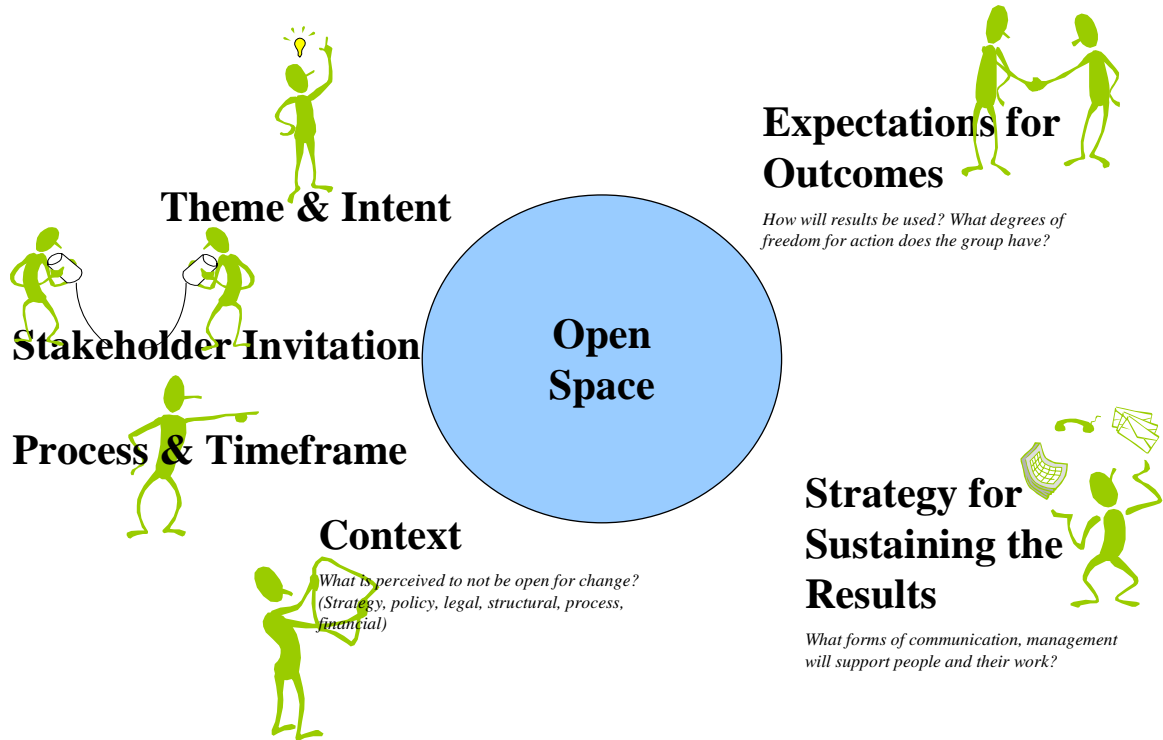 Theme & Intent
Stakeholder Invitation
Process & Timeframe
Context
What is perceived to not be open for change?
(Strategy, policy, legal, structural, process,
financial)
Open
Space
Expectations for
Outcomes
How will results be used? What degrees of
freedom for action does the group have?
Strategy for
Sustaining the
Results
What forms of communication, management
will support people and their work?